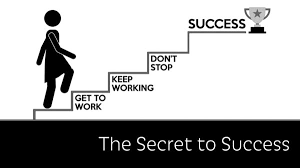 SUCCESS
DON'T
STOP
KEEP
WORKING
GET TO
WORK
The Secret to Success